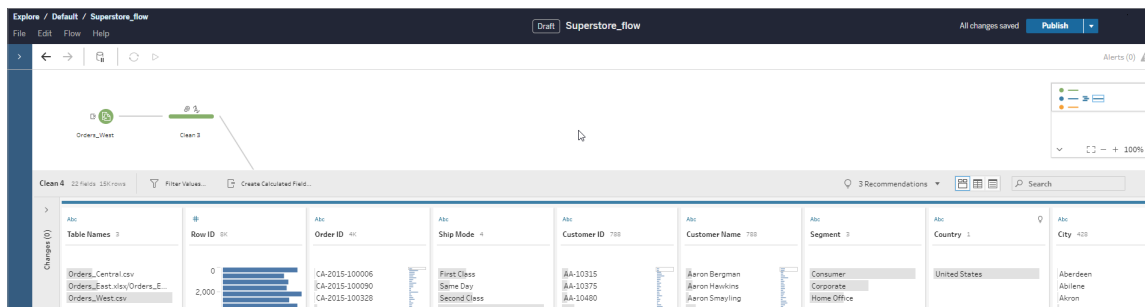 Explore / Default / Superstore_flow
File Edit Flow Help
Draft Superstore_flow
All changes saved Publish
Alerts (0)
Orders_West
Clean 3
100%
Clean 4 22 fields 15K rows Filter Values... Create Calculated Field... 3 Recommendations Search
Changes (0)
Abc # Abc Abc Abc Abc Abc Abc Abc
Table Names 3 Row ID 8K Order ID 4K Ship Mode 4 Customer ID 788 Customer Name 788 Segment 3 Country 1 City 428
Orders_Central.csv 0 CA-2015-100006 First Class AA-10315 Aaron Bergman Consumer United States Aberdeen
Orders_East.xlsx/Orders_E... CA-2015-100090 Same Day AA-10375 Aaron Hawkins Corporate Abilene
Orders_West.csv 2,000 CA-2015-100328 Second Class AA-10480 Aaron Smayling Home Office Akron